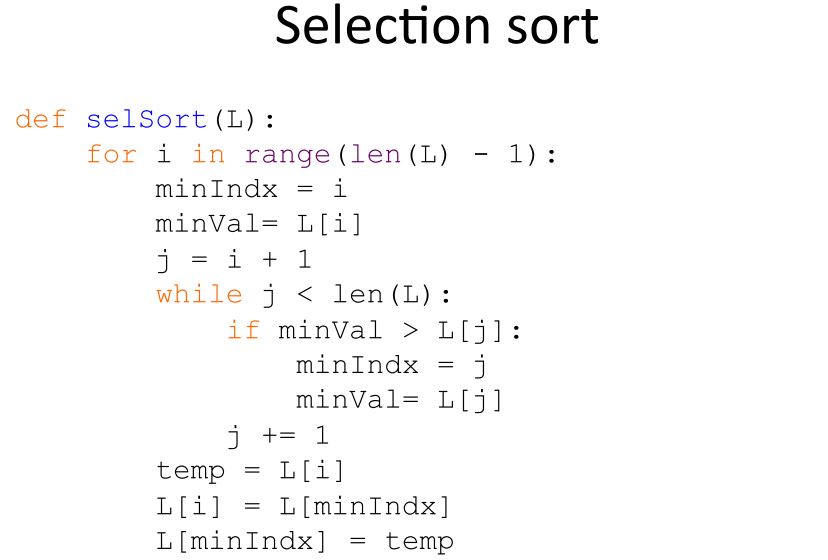 Selection sort
def selSort(L):
    for i in range(len(L) - 1):
        minIndx = i
        minVal= L[i]
        j = i + 1
        while j < len(L):
            if minVal > L[j]:
                minIndx = j
                minVal= L[j]
            j += 1
        temp = L[i]
        L[i] = L[minIndx]
        L[minIndx] = temp